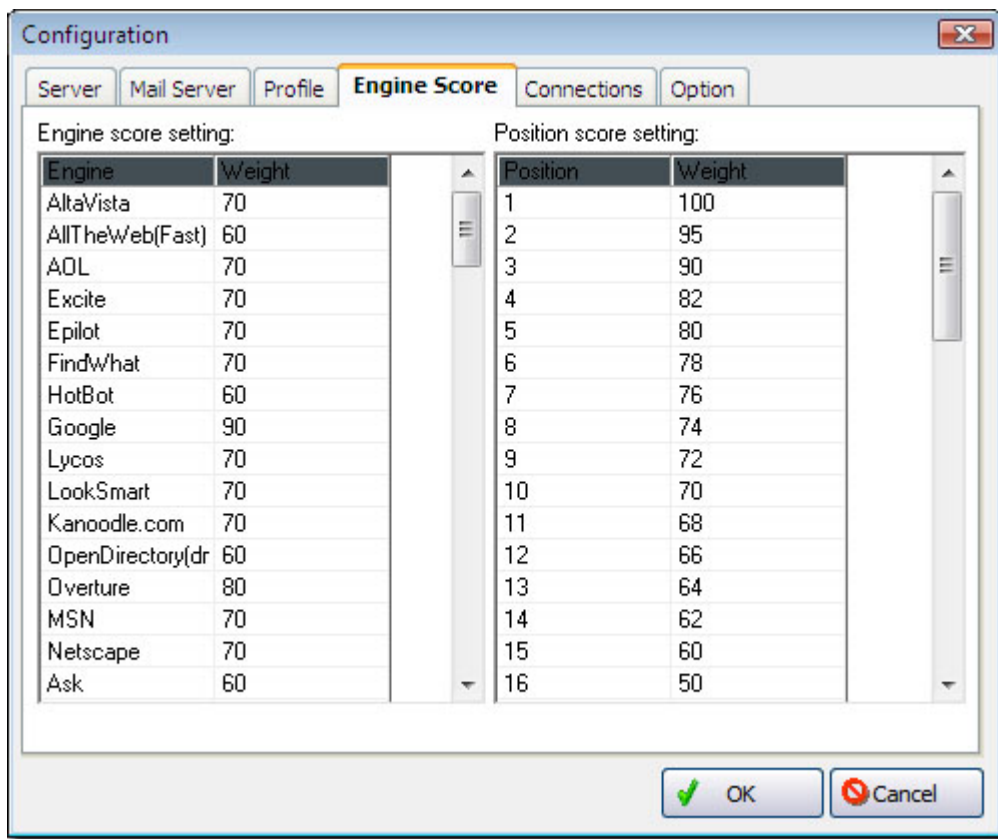 Configuration
Server Mail Server Profile Engine Score Connections Option
Engine score setting:
Engine Weight
AltaVista 70
AllTheWeb(Fast) 60
AOL 70
Excite 70
Epilot 70
FindWhat 70
HotBot 60
Google 90
Lycos 70
LookSmart 70
Kanoodle.com 70
OpenDirectory(dr 60
Overture 80
MSN 70
Netscape 70
Ask 60
Position score setting:
Position Weight
1 100
2 95
3 90
4 82
5 80
6 78
7 76
8 74
9 72
10 70
11 68
12 66
13 64
14 62
15 60
16 50
OK Cancel